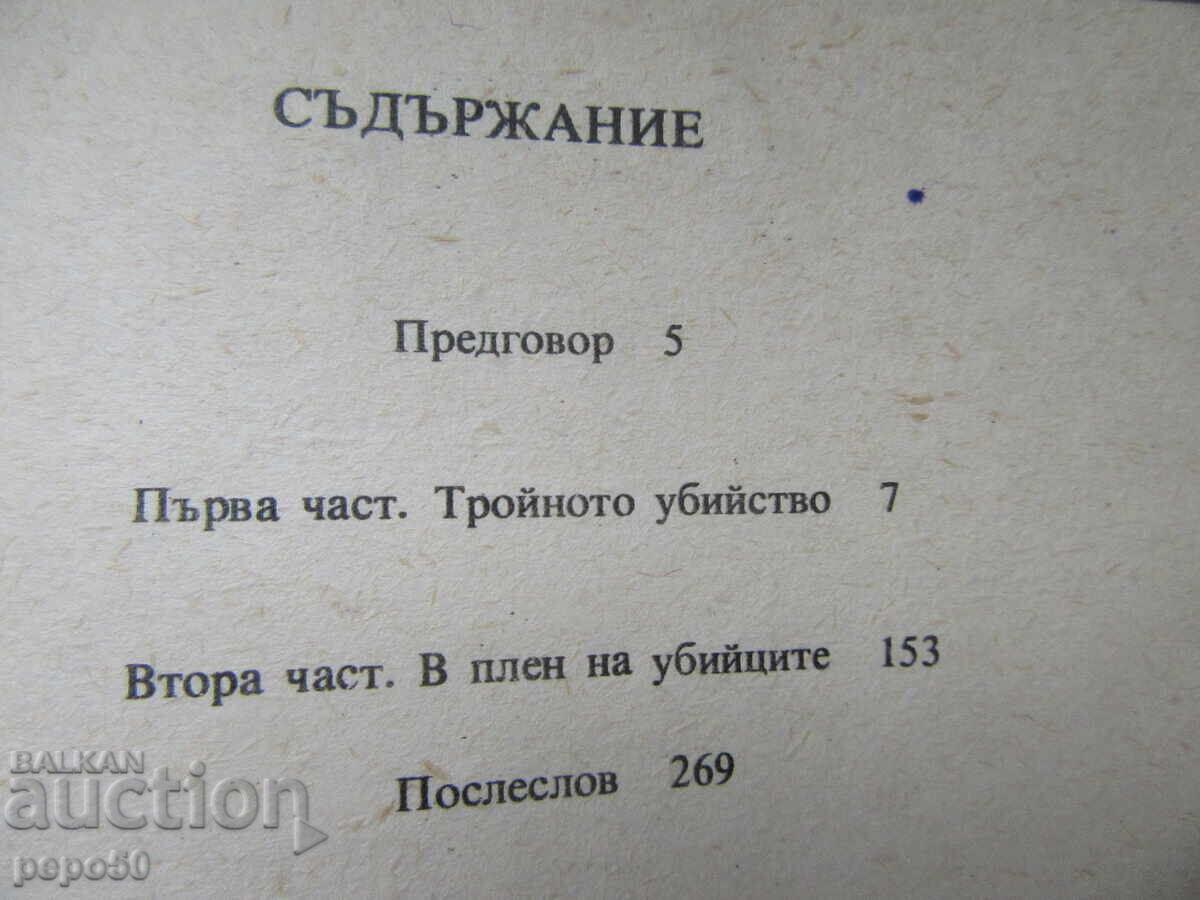 СЪДЪРЖАНИЕ
Предговор 5
Първа част. Тройното убийство 7
Втора част. В плен на убийците 153
Послеслов 269
BALKAN
auction
pepo50